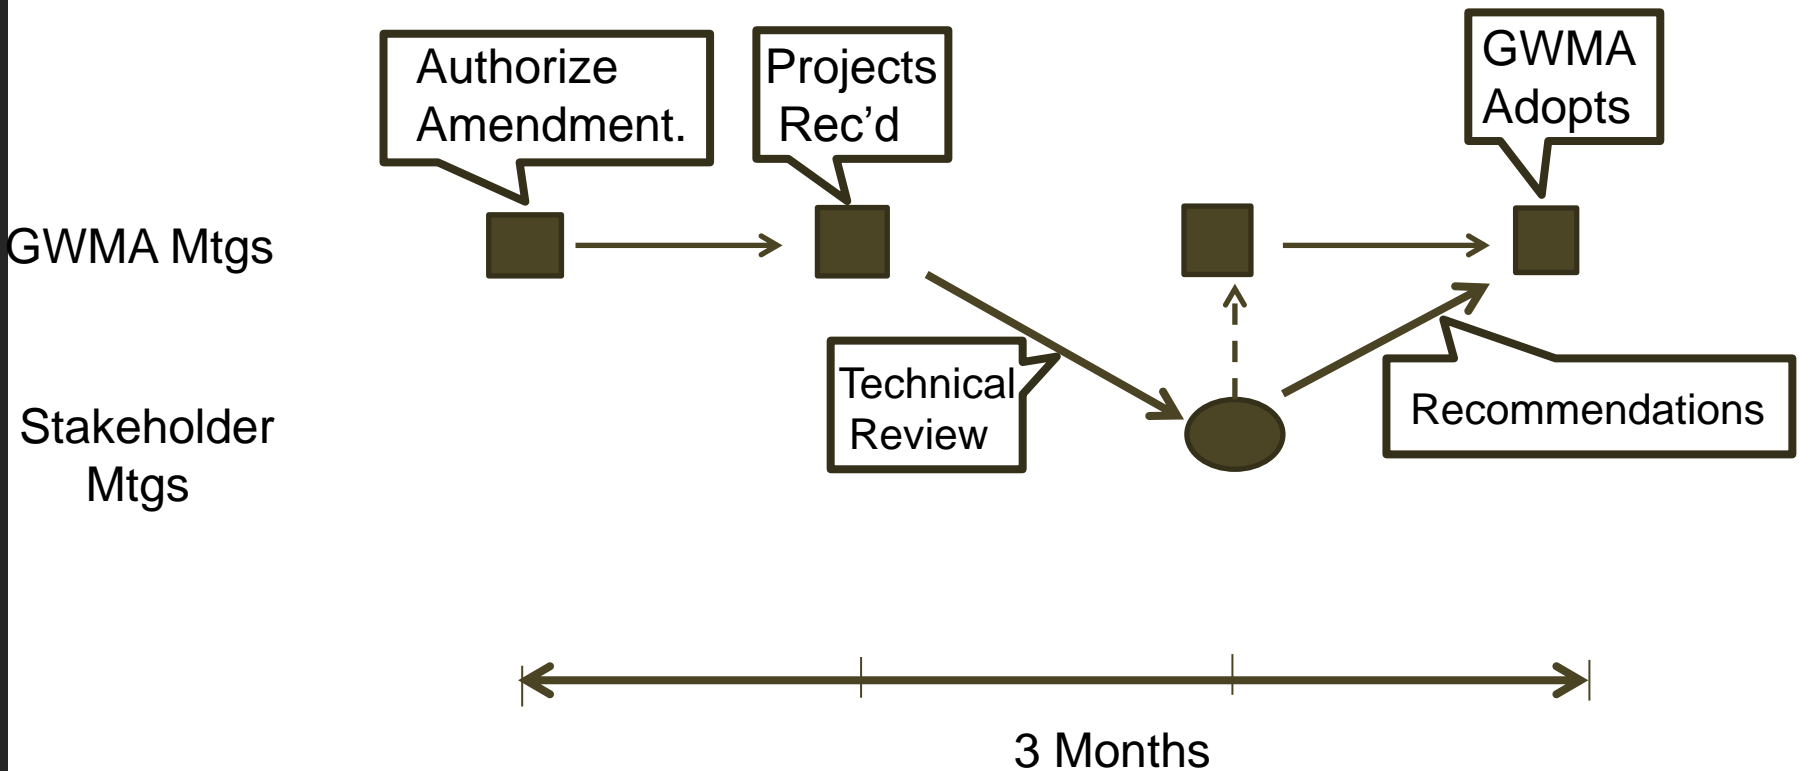 Authorize
Amendment.
Projects
Rec’d
GWMA
Adopts
GWMA Mtgs
Technical
Review
Recommendations
Stakeholder
Mtgs
3 Months